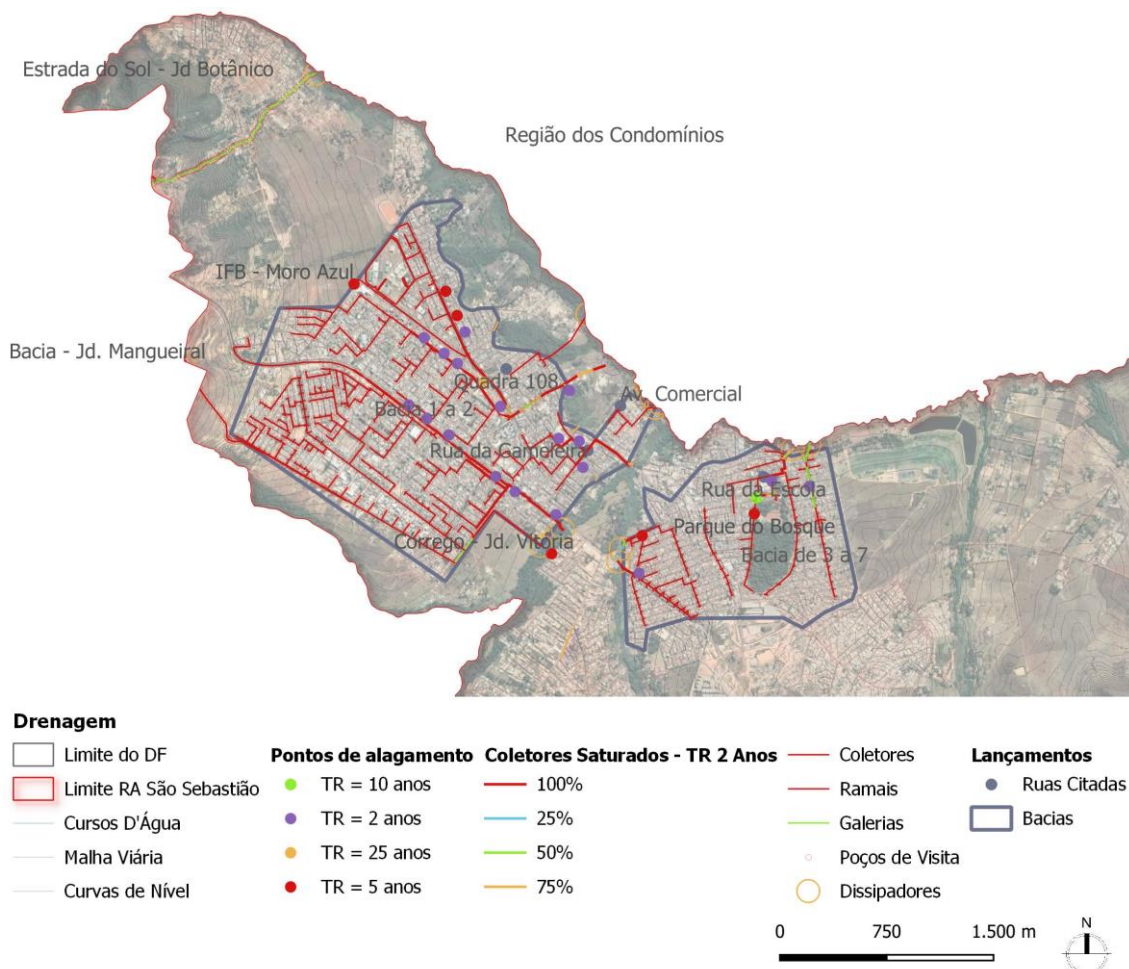 Estrada do Sol - Jd Botânico
Região dos Condomínios
IFB - Moro Azul
Bacia - Jd. Mangueiral
Quadra 108
Av. Comercial
Bacia 1 a 2
Rua da Gameleira
Rua da Escola
Parque do Bosque
Córrego - Jd. Vitória
Bacia de 3 a 7
Drenagem
Limite do DF
Limite RA São Sebastião
Cursos D'Água
Malha Viária
Curvas de Nível
Pontos de alagamento
TR = 10 anos
TR = 2 anos
TR = 25 anos
TR = 5 anos
Coletores Saturados - TR 2 Anos
100%
25%
50%
75%
Coletores
Ramais
Galerias
Poços de Visita
Dissipadores
Lançamentos
Ruas Citadas
Bacias
0 750 1.500 m
N